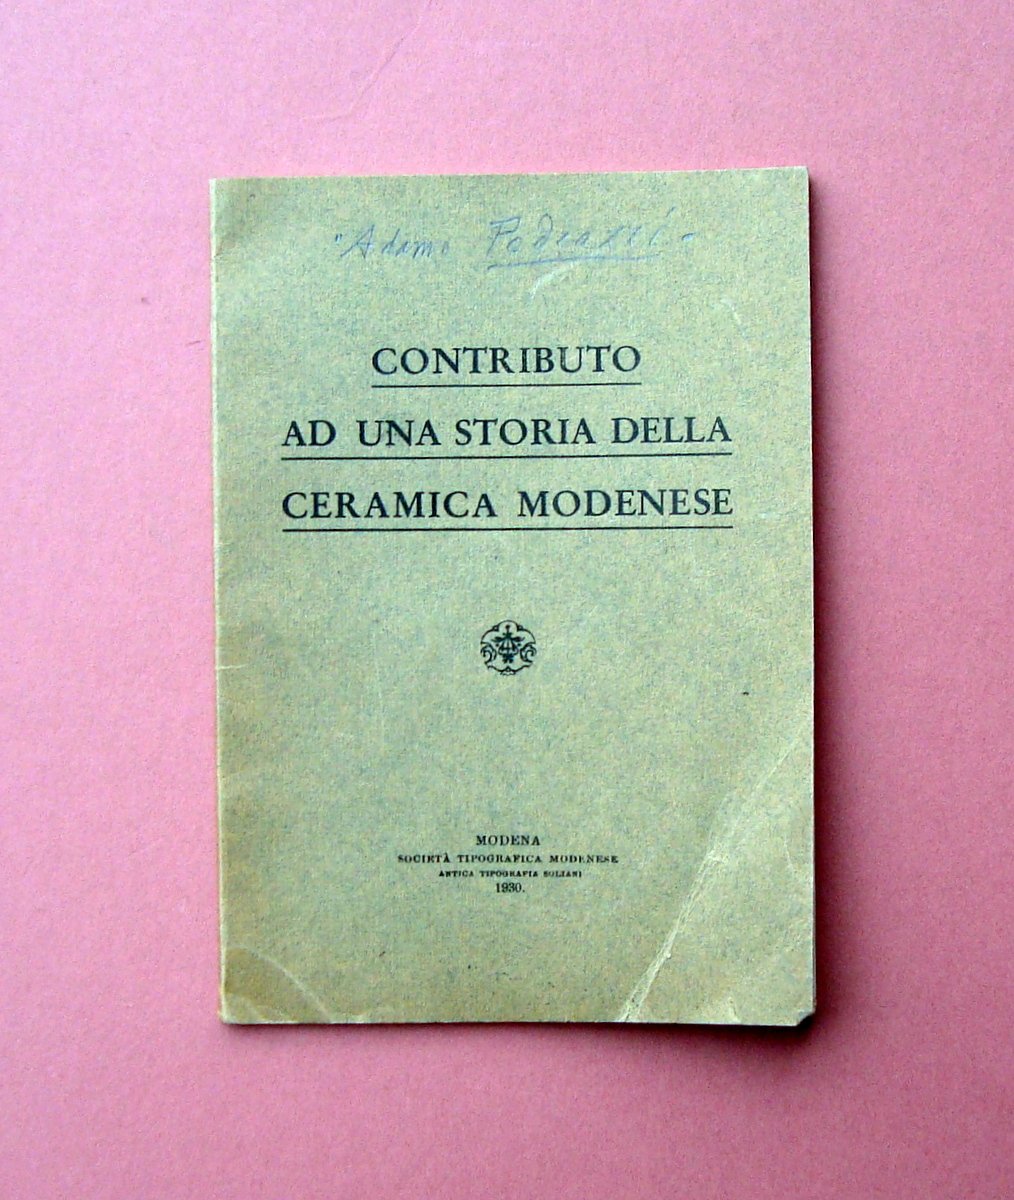 "Adamo Pedrazzi"
CONTRIBUTO
AD UNA STORIA DELLA
CERAMICA MODENESE
MODENA
SOCIETÀ TIPOGRAFICA MODENESE
ANTICA TIPOGRAFIA SOLIANI
1930.